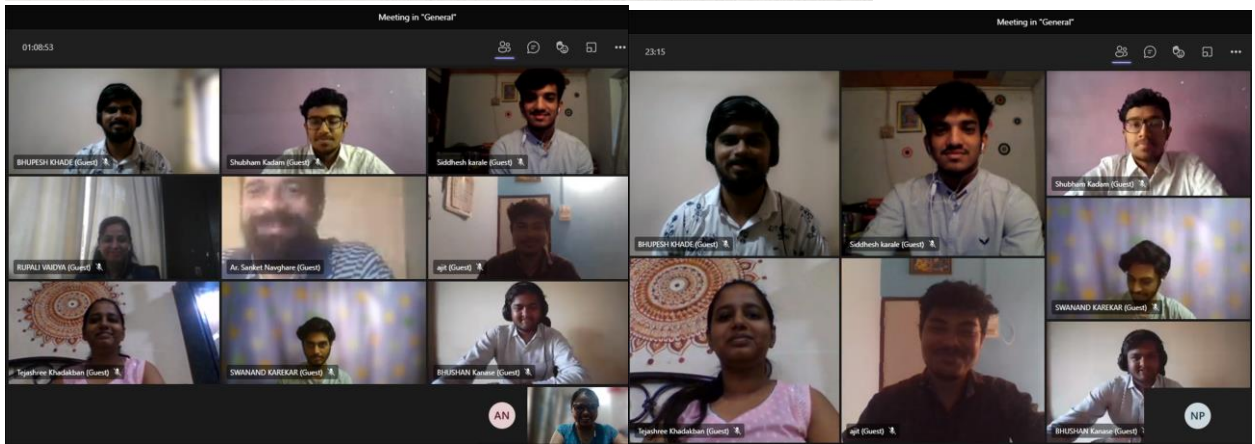 Meeting in "General"
01:08:53
BHUPESH KHADE (Guest)
Shubham Kadam (Guest)
Siddhesh karale (Guest)
RUPALI VAIDYA (Guest)
Ar. Sanket Navghare (Guest)
ajit (Guest)
Tejashree Khadakban (Guest)
SWANAND KAREKAR (Guest)
BHUSHAN Kanase (Guest)
AN
Meeting in "General"
23:15
BHUPESH KHADE (Guest)
Siddhesh karale (Guest)
Shubham Kadam (Guest)
SWANAND KAREKAR (Guest)
Tejashree Khadakban (Guest)
ajit (Guest)
BHUSHAN Kanase (Guest)
NP